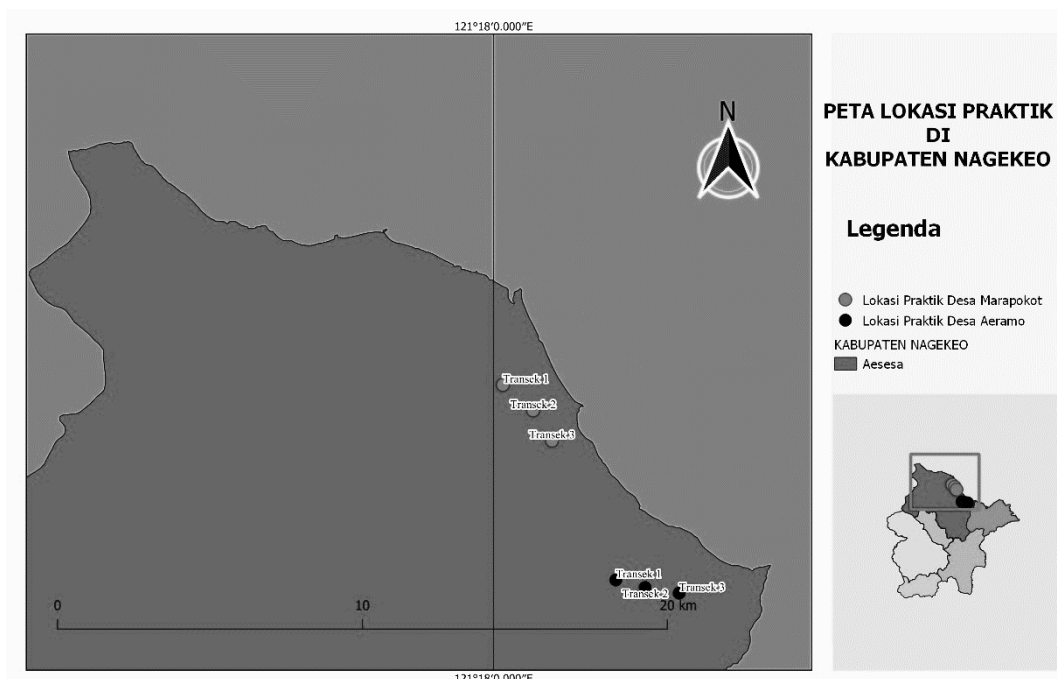 121°18'0.000"E
N
Transek 1
Transek 2
Transek 3
Transek 1
Transek 2
Transek 3
0
10
20 km
121°18'0.000"E
PETA LOKASI PRAKTIK
DI
KABUPATEN NAGEKEO
Legenda
Lokasi Praktik Desa Marapokot
Lokasi Praktik Desa Aeramo
KABUPATEN NAGEKEO
Aesesa